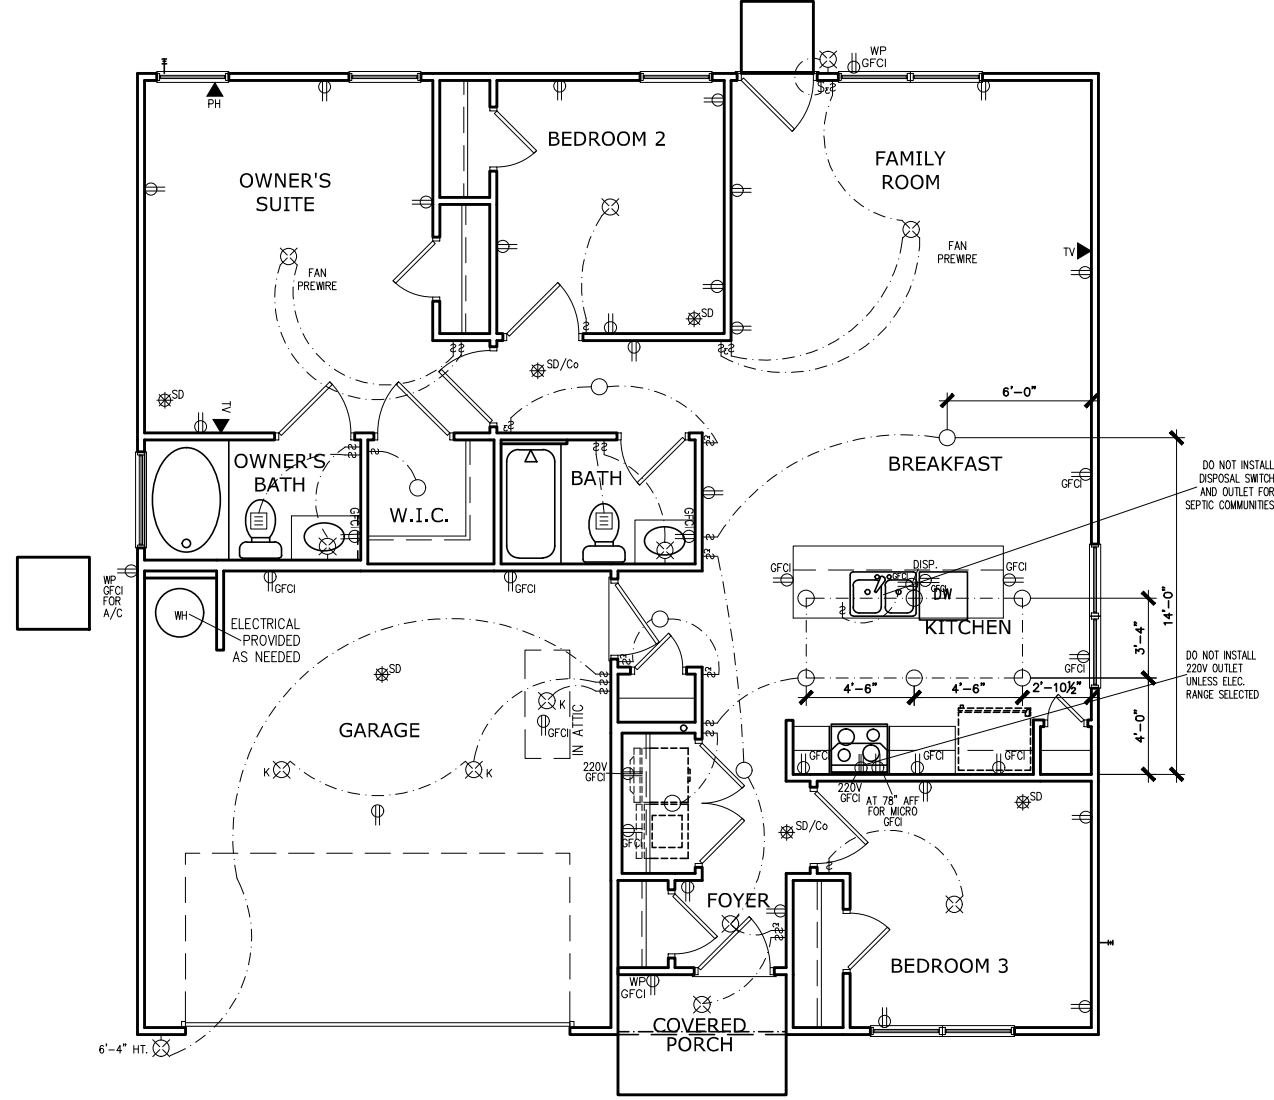 WP
GFCI
PH
BEDROOM 2
FAMILY
ROOM
OWNER'S
SUITE
FAN
PREWIRE
FAN
PREWIRE
TV
SD
SD/Co
SD
TV
6'-0"
BREAKFAST
DO NOT INSTALL
DISPOSAL SWITCH
AND OUTLET FOR
SEPTIC COMMUNITIES
GFCI
OWNER'S
BATH
BATH
W.I.C.
GFCI
GFCI
WP
GFCI
FOR
A/C
GFCI
GFCI
GFCI
DISP.
GFCI
GFCI
DW
KITCHEN
14'-0"
3'-4"
WH
ELECTRICAL
PROVIDED
AS NEEDED
DO NOT INSTALL
220V OUTLET
UNLESS ELEC.
RANGE SELECTED
GFCI
SD
4'-6"
4'-6"
2'-10½"
4'-0"
K
GFCI
IN ATTIC
GARAGE
K
K
220V
GFCI
GFCI
GFCI
GFCI
220V
GFCI
AT 78" AFF
FOR MICRO
GFCI
SD
SD/Co
GFCI
FOYER
BEDROOM 3
WP
GFCI
COVERED
PORCH
6'-4" HT.